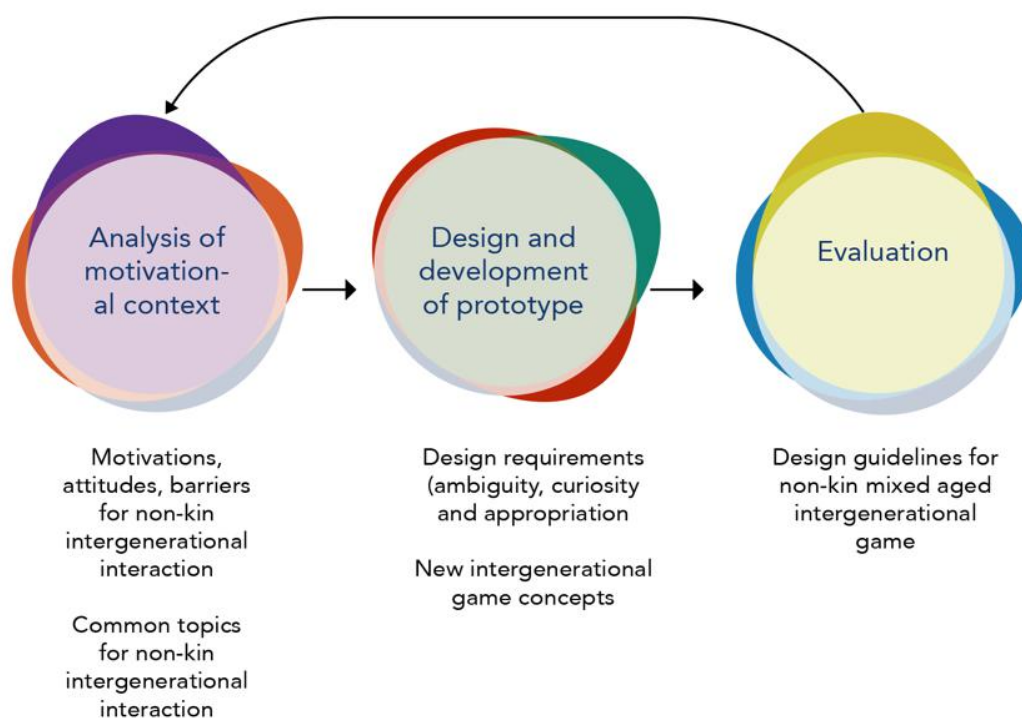 Analysis of
motivation-
al context
Design and
development
of prototype
Evaluation
Motivations,
attitudes, barriers
for non-kin
intergenerational
interaction
Common topics
for non-kin
intergenerational
interaction
Design requirements
(ambiguity, curiosity
and appropriation
New intergenerational
game concepts
Design guidelines for
non-kin mixed aged
intergenerational
game